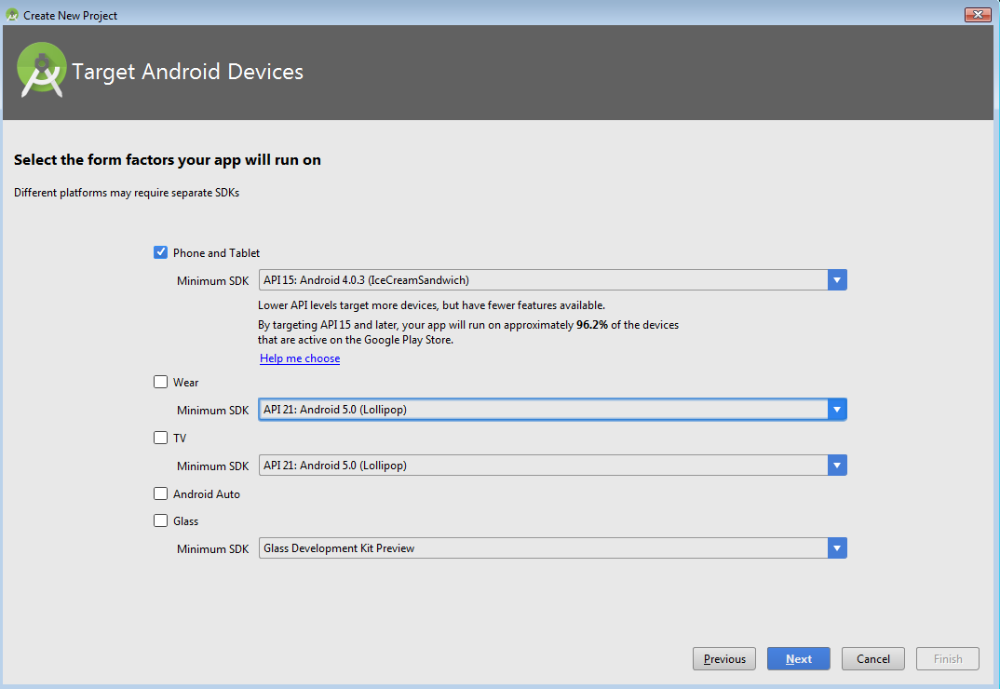 Create New Project
Target Android Devices
Select the form factors your app will run on
Different platforms may require separate SDKs
Phone and Tablet
Minimum SDK API 15: Android 4.0.3 (IceCreamSandwich)
Lower API levels target more devices, but have fewer features available.
By targeting API 15 and later, your app will run on approximately 96.2% of the devices
that are active on the Google Play Store.
Help me choose
Wear
Minimum SDK API 21: Android 5.0 (Lollipop)
TV
Minimum SDK API 21: Android 5.0 (Lollipop)
Android Auto
Glass
Minimum SDK Glass Development Kit Preview
Previous Next Cancel Finish